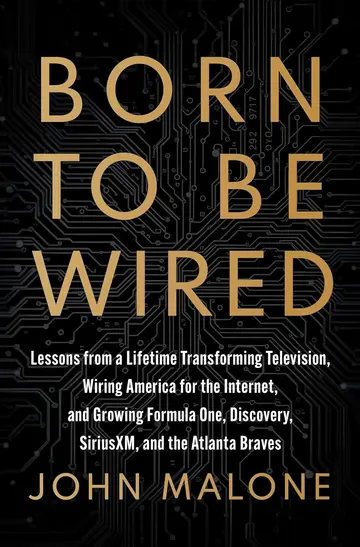 BORN
TO BE
WIRED
Lessons from a Lifetime Transforming Television,
Wiring America for the Internet,
and Growing Formula One, Discovery,
SiriusXM, and the Atlanta Braves
JOHN MALONE